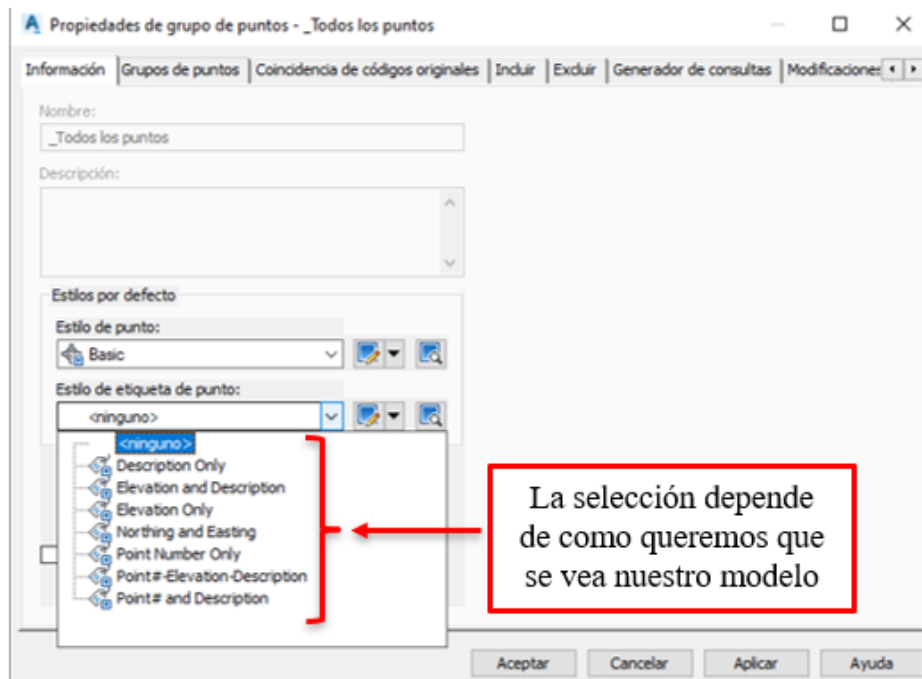 Propiedades de grupo de puntos - _Todos los puntos
Información Grupos de puntos Coincidencia de códigos originales Incluir Excluir Generador de consultas Modificaciones
Nombre:
_Todos los puntos
Descripción:
Estilos por defecto
Estilo de punto:
Basic
Estilo de etiqueta de punto:
<ninguno>
<ninguno>
Description Only
Elevation and Description
Elevation Only
Northing and Easting
Point Number Only
Point#-Elevation-Description
Point# and Description
La selección depende
de como queremos que
se vea nuestro modelo
Aceptar Cancelar Aplicar Ayuda